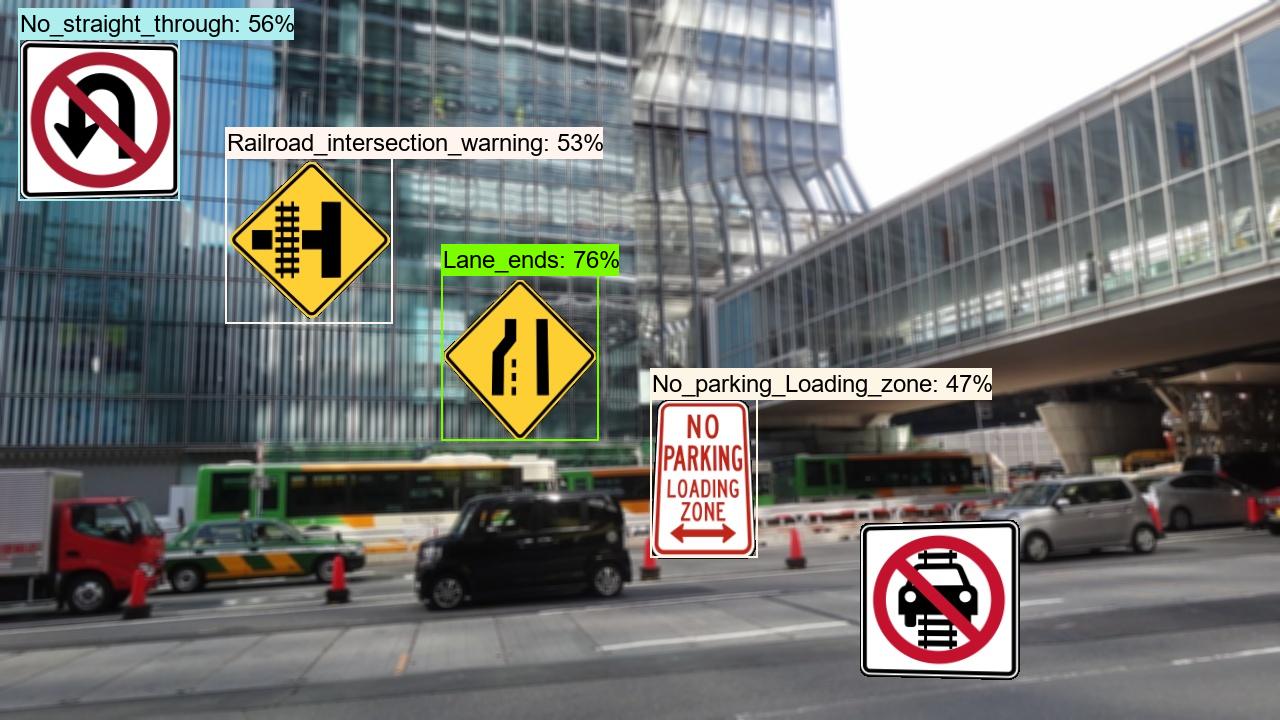 No_straight_through: 56%
Railroad_intersection_warning: 53%
Lane_ends: 76%
No_parking_Loading_zone: 47%
NO
PARKING
LOADING
ZONE